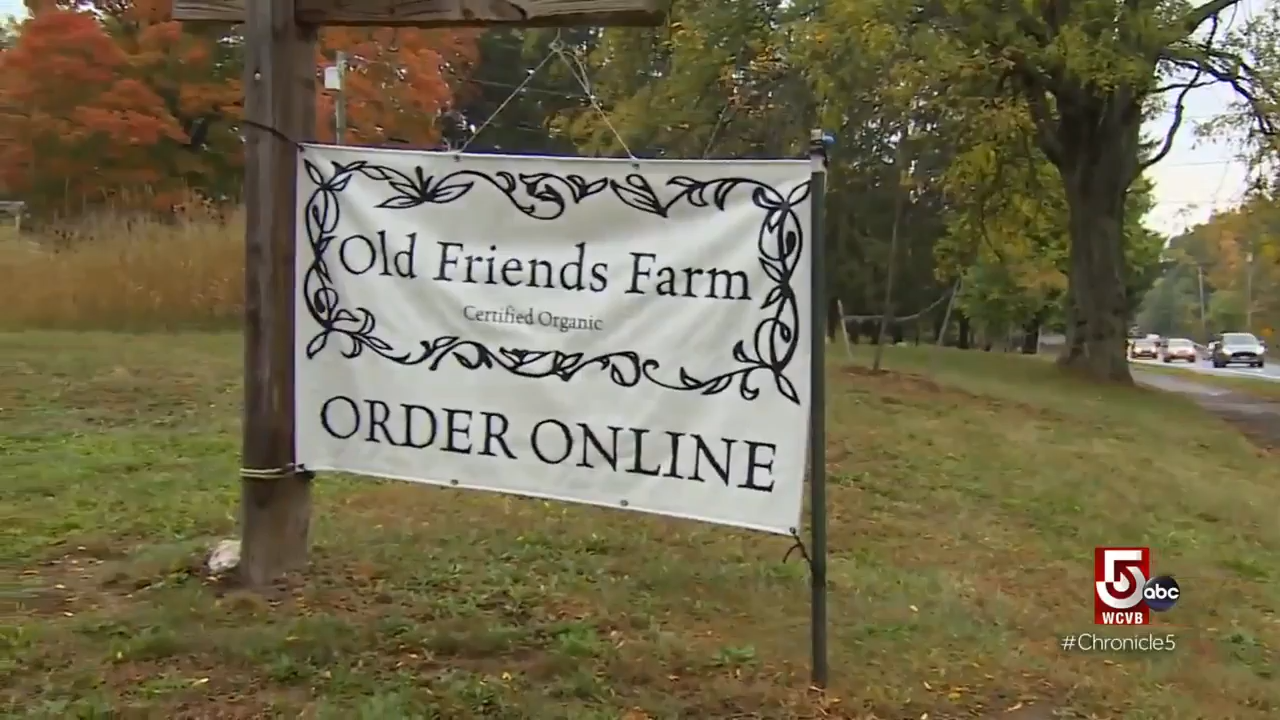 Old Friends Farm
Certified Organic
ORDER ONLINE
5
abc
WCVB
#Chronicle5